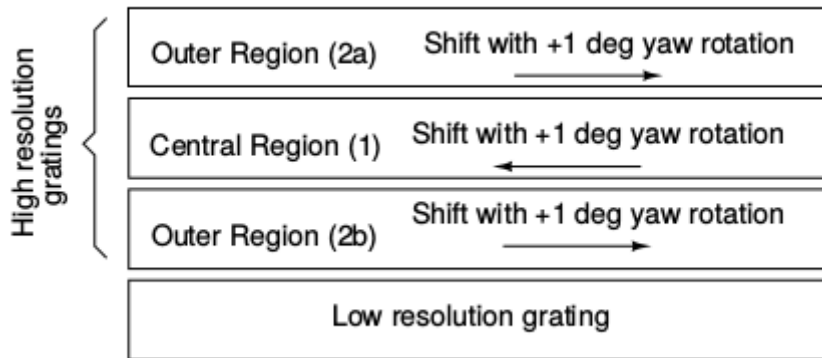 High resolution
gratings
Outer Region (2a)
Shift with +1 deg yaw rotation
Central Region (1)
Shift with +1 deg yaw rotation
Outer Region (2b)
Shift with +1 deg yaw rotation
Low resolution grating